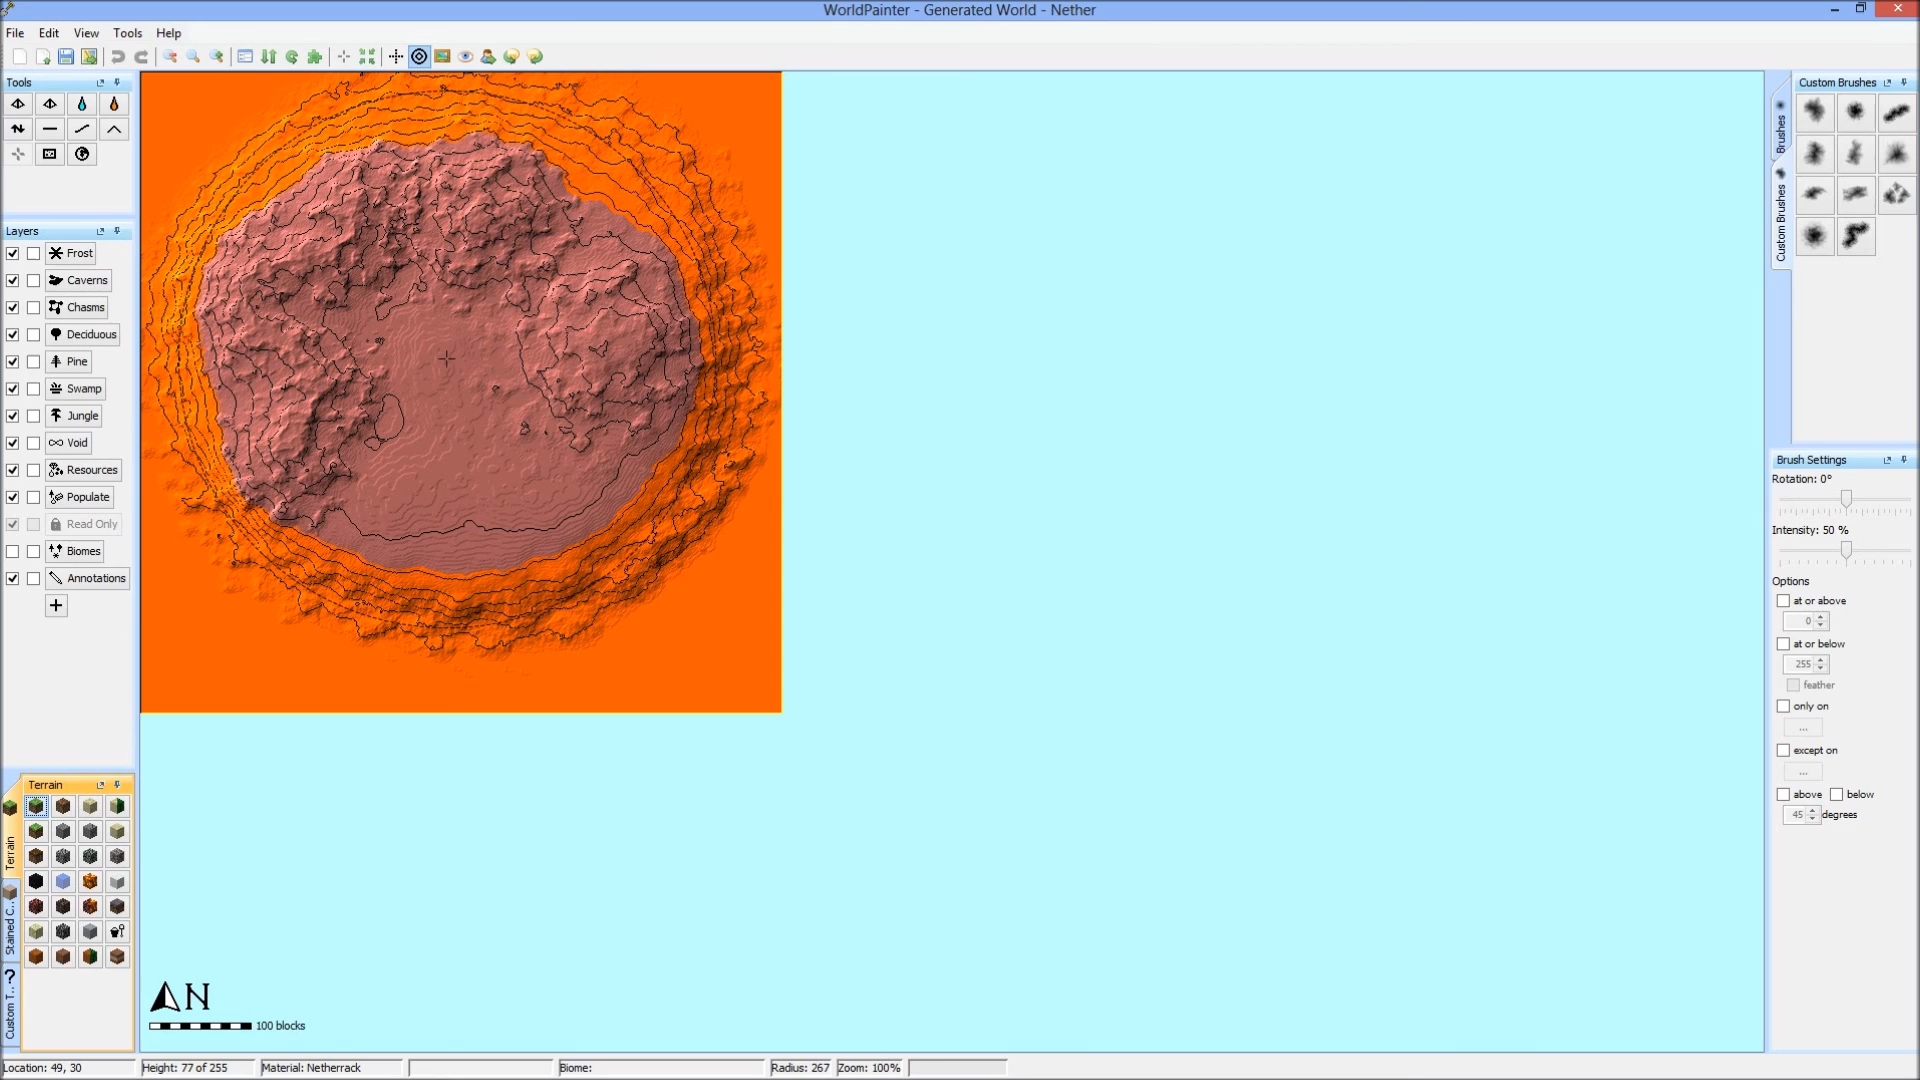 WorldPainter - Generated World - Nether
File Edit View Tools Help
Tools
Layers
Frost
Caverns
Chasms
Deciduous
Pine
Swamp
Jungle
Void
Resources
Populate
Read Only
Biomes
Annotations
Terrain
Terrain
Stained C...
Custom T...
N
100 blocks
Brushes
Custom Brushes
Custom Brushes
Brush Settings
Rotation: 0°
Intensity: 50 %
Options
at or above
0
at or below
255
feather
only on
...
except on
...
above below
45 degrees
Location: 49, 30 Height: 77 of 255 Material: Netherrack Biome: Radius: 267 Zoom: 100%